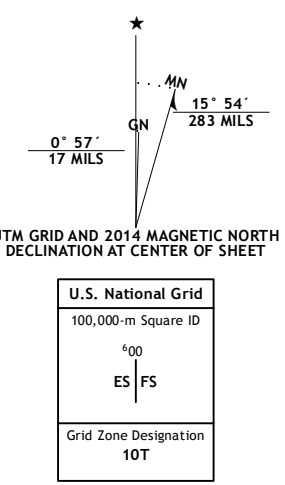 ★
MN
GN
15° 54´
283 MILS
0° 57´
17 MILS
UTM GRID AND 2014 MAGNETIC NORTH
DECLINATION AT CENTER OF SHEET
U.S. National Grid
100,000-m Square ID
⁶00
ES FS
Grid Zone Designation
10T